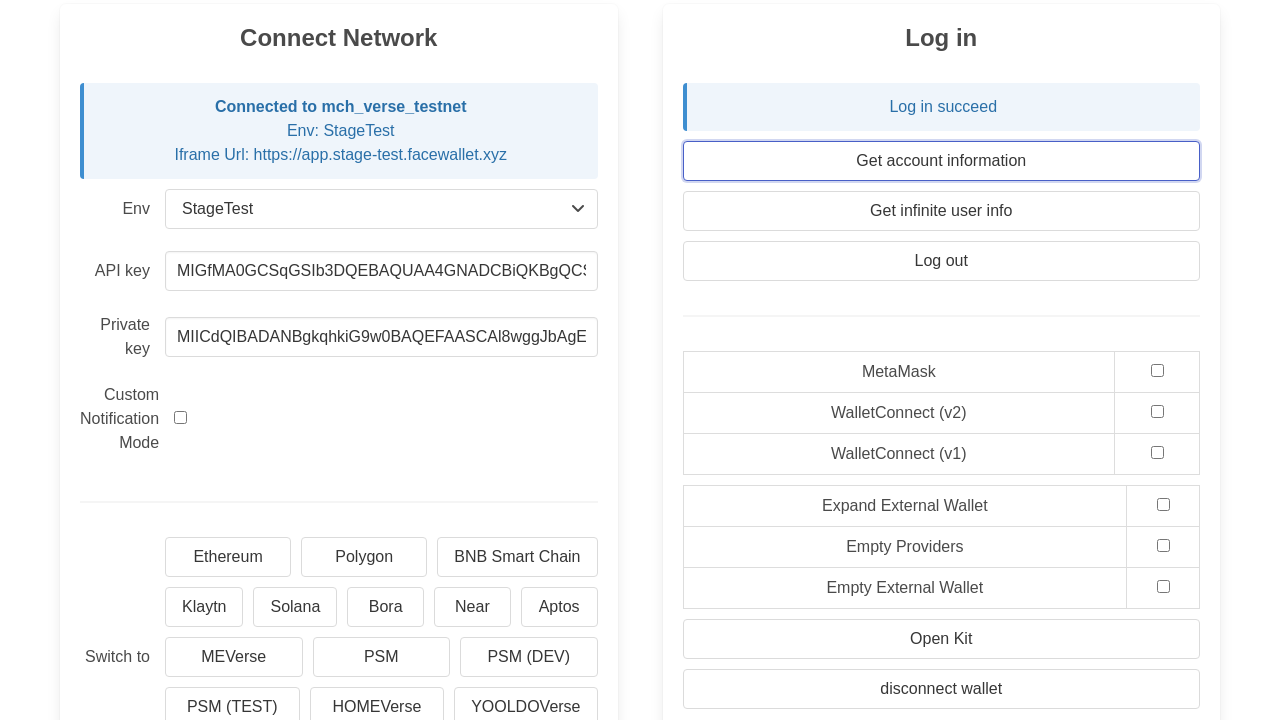 Connect Network
Connected to mch_verse_testnet
Env: StageTest
Iframe Url: https://app.stage-test.facewallet.xyz
Env
StageTest
API key
MIGfMA0GCSqGSIb3DQEBAQUAA4GNADCBiQKBgQCS
Private
key
MIICdQIBADANBgkqhkiG9w0BAQEFAASCAl8wggJbAgE
Custom
Notification
Mode
Ethereum
Polygon
BNB Smart Chain
Klaytn
Solana
Bora
Near
Aptos
Switch to
MEVerse
PSM
PSM (DEV)
PSM (TEST)
HOMEVerse
YOOLDOVerse
Log in
Log in succeed
Get account information
Get infinite user info
Log out
MetaMask
WalletConnect (v2)
WalletConnect (v1)
Expand External Wallet
Empty Providers
Empty External Wallet
Open Kit
disconnect wallet